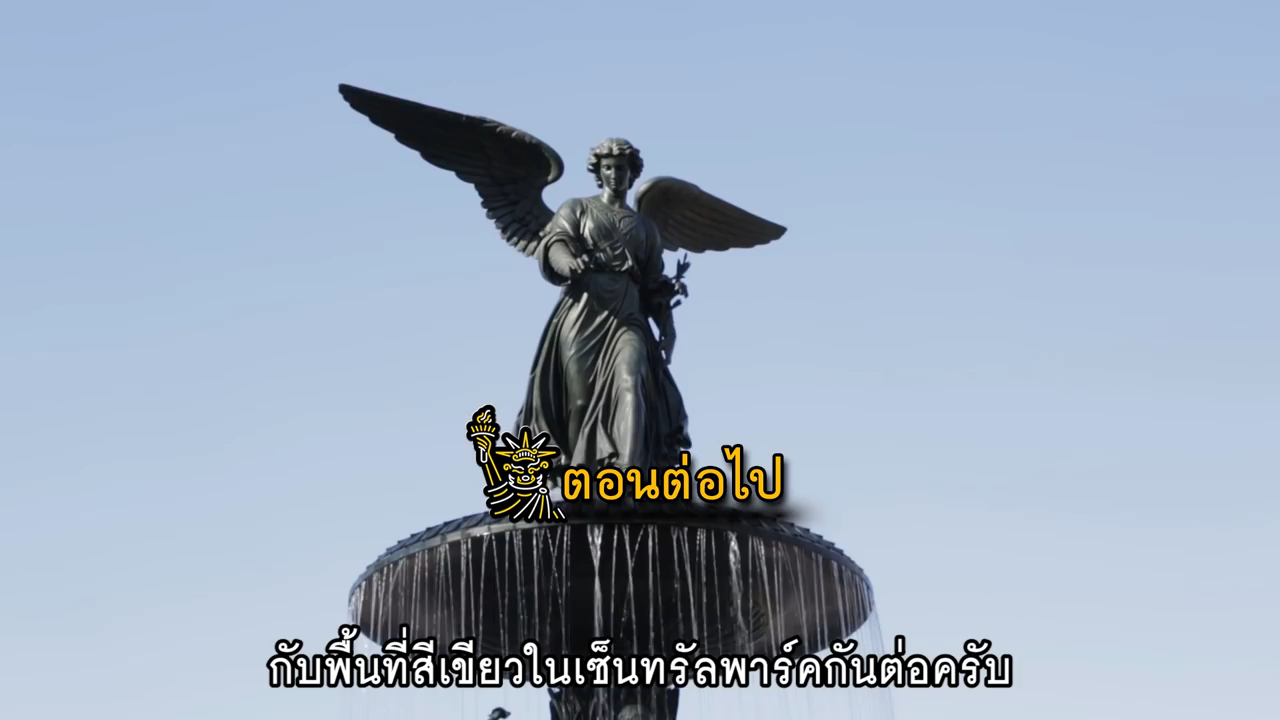 ตอนต่อไป
กับพื้นที่สีเขียวในเซ็นทรัลพาร์คกันต่อครับ